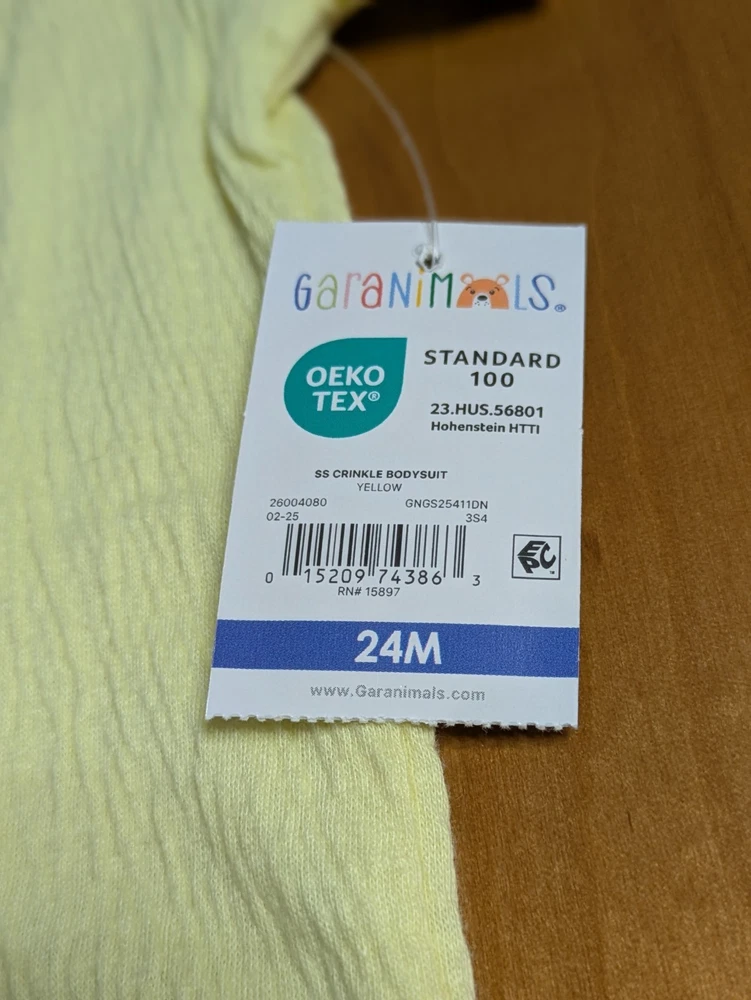 GaraNiMALS®
OEKO
TEX®
STANDARD
100
23.HUS.56801
Hohenstein HTTI
SS CRINKLE BODYSUIT
YELLOW
26004080 GNGS25411DN
02-25 3S4
0 15209 74386 3
RN# 15897
EPC™
24M
www.Garanimals.com